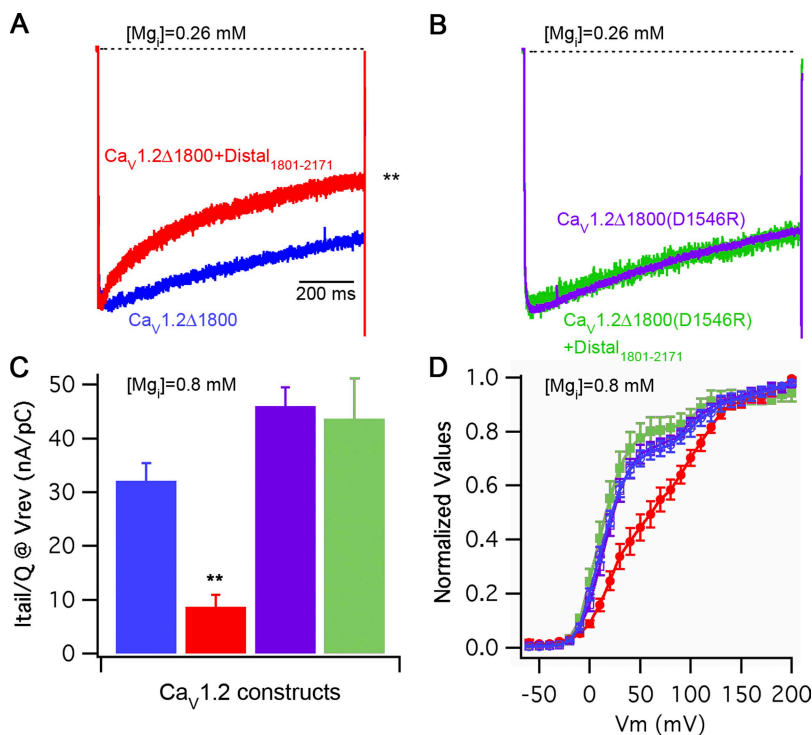 A
[Mgi]=0.26 mM
CaV1.2Δ1800+Distal1801-2171
**
200 ms
CaV1.2Δ1800
B
[Mgi]=0.26 mM
CaV1.2Δ1800(D1546R)
CaV1.2Δ1800(D1546R)
+Distal1801-2171
C
[Mgi]=0.8 mM
Itail/Q @ Vrev (nA/pC)
50
40
30
20
10
0
**
CaV1.2 constructs
D
[Mgi]=0.8 mM
Normalized Values
1.0
0.8
0.6
0.4
0.2
0.0
-50 0 50 100 150 200
Vm (mV)